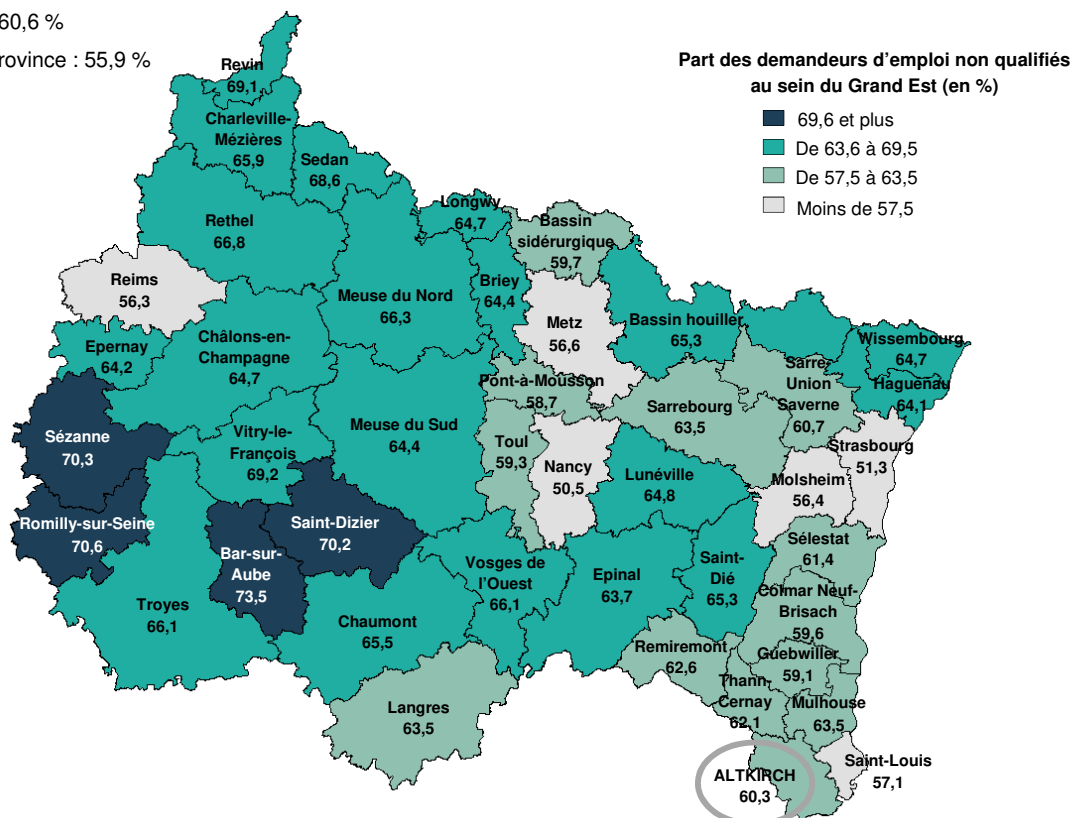 60,6 %
rovince : 55,9 %
Part des demandeurs d'emploi non qualifiés
au sein du Grand Est (en %)
69,6 et plus
De 63,6 à 69,5
De 57,5 à 63,5
Moins de 57,5
Revin
69,1
Charleville-
Mézières
65,9
Sedan
68,6
Rethel
66,8
Longwy
64,7
Bassin
sidérurgique
59,7
Reims
56,3
Meuse du Nord
66,3
Briey
64,4
Metz
56,6
Bassin houiller
65,3
Wissembourg
64,7
Epernay
64,2
Châlons-en-
Champagne
64,7
Pont-à-Mousson
58,7
Sarrebourg
63,5
Sarre-
Union
Saverne
60,7
Haguenau
64,1
Sézanne
70,3
Vitry-le-
François
69,2
Meuse du Sud
64,4
Toul
59,3
Nancy
50,5
Lunéville
64,8
Molsheim
56,4
Strasbourg
51,3
Romilly-sur-Seine
70,6
Bar-sur-
Aube
73,5
Saint-Dizier
70,2
Vosges de
l'Ouest
66,1
Epinal
63,7
Saint-
Dié
65,3
Sélestat
61,4
Troyes
66,1
Chaumont
65,5
Colmar Neuf-
Brisach
59,6
Remiremont
62,6
Guebwiller
59,1
Thann-
Cernay
62,1
Mulhouse
63,5
Langres
63,5
ALTKIRCH
60,3
Saint-Louis
57,1